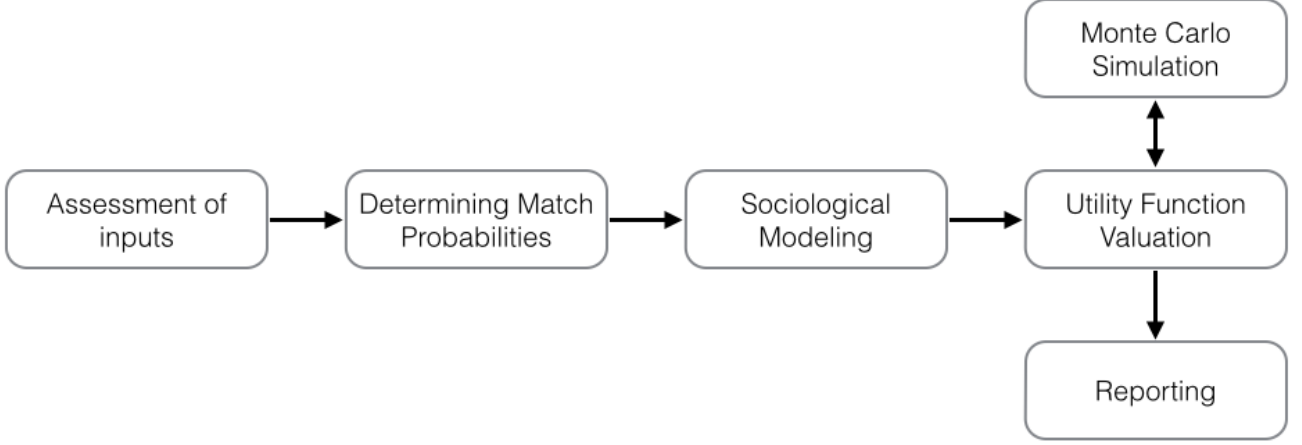 Monte Carlo
Simulation
Assessment of
inputs
Determining Match
Probabilities
Sociological
Modeling
Utility Function
Valuation
Reporting